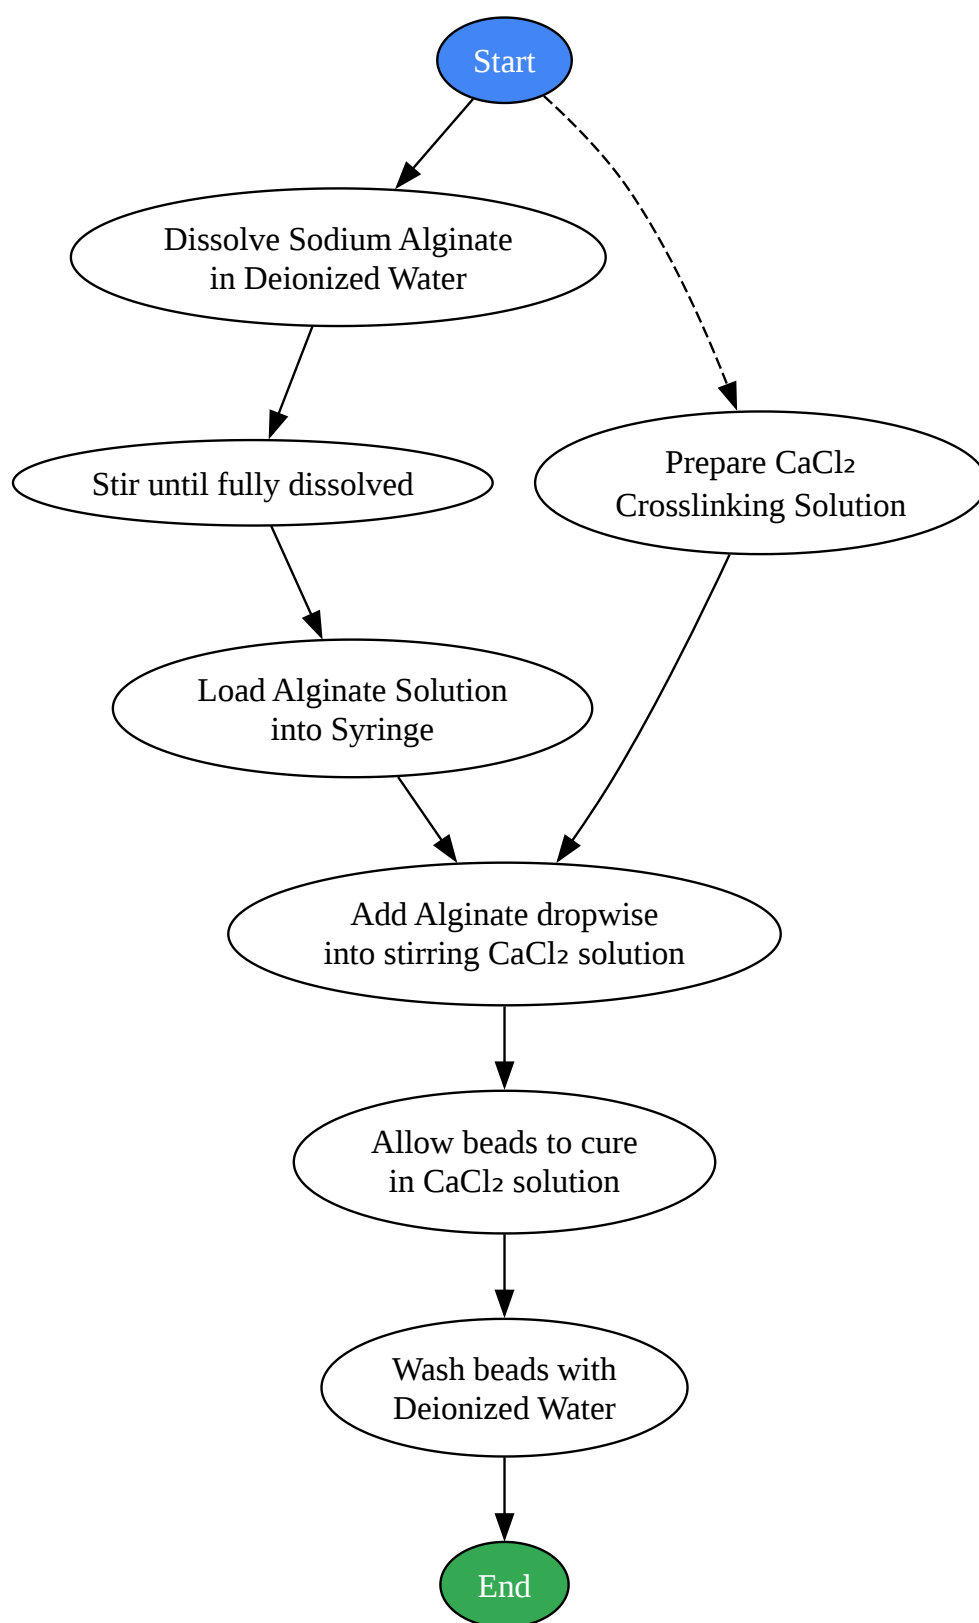 Start
Dissolve Sodium Alginate
in Deionized Water
Stir until fully dissolved
Prepare CaCl₂
Crosslinking Solution
Load Alginate Solution
into Syringe
Add Alginate dropwise
into stirring CaCl₂ solution
Allow beads to cure
in CaCl₂ solution
Wash beads with
Deionized Water
End